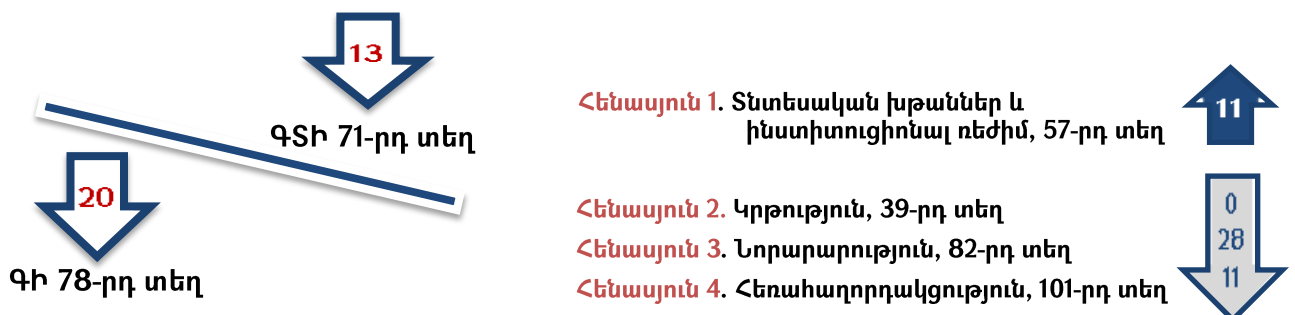 13
ԳՏԻ 71-րդ տեղ
20
ԳԻ 78-րդ տեղ
Հենասյուն 1. Տնտեսական խթաններ և
ինստիտուցիոնալ ռեժիմ, 57-րդ տեղ
11
Հենասյուն 2. Կրթություն, 39-րդ տեղ
0
Հենասյուն 3. Նորարարություն, 82-րդ տեղ
28
Հենասյուն 4. Հեռահաղորդակցություն, 101-րդ տեղ
11